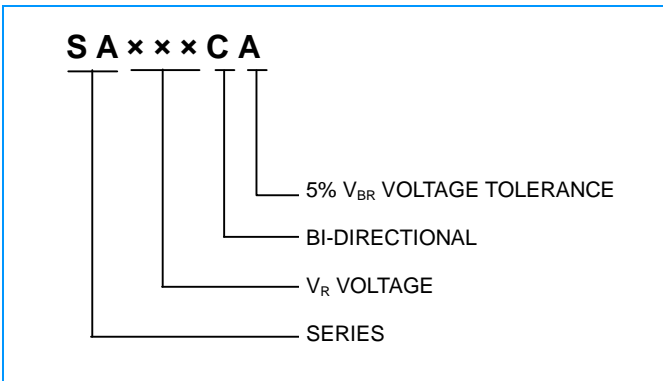 SA×××CA
5% VBR VOLTAGE TOLERANCE
BI-DIRECTIONAL
VR VOLTAGE
SERIES